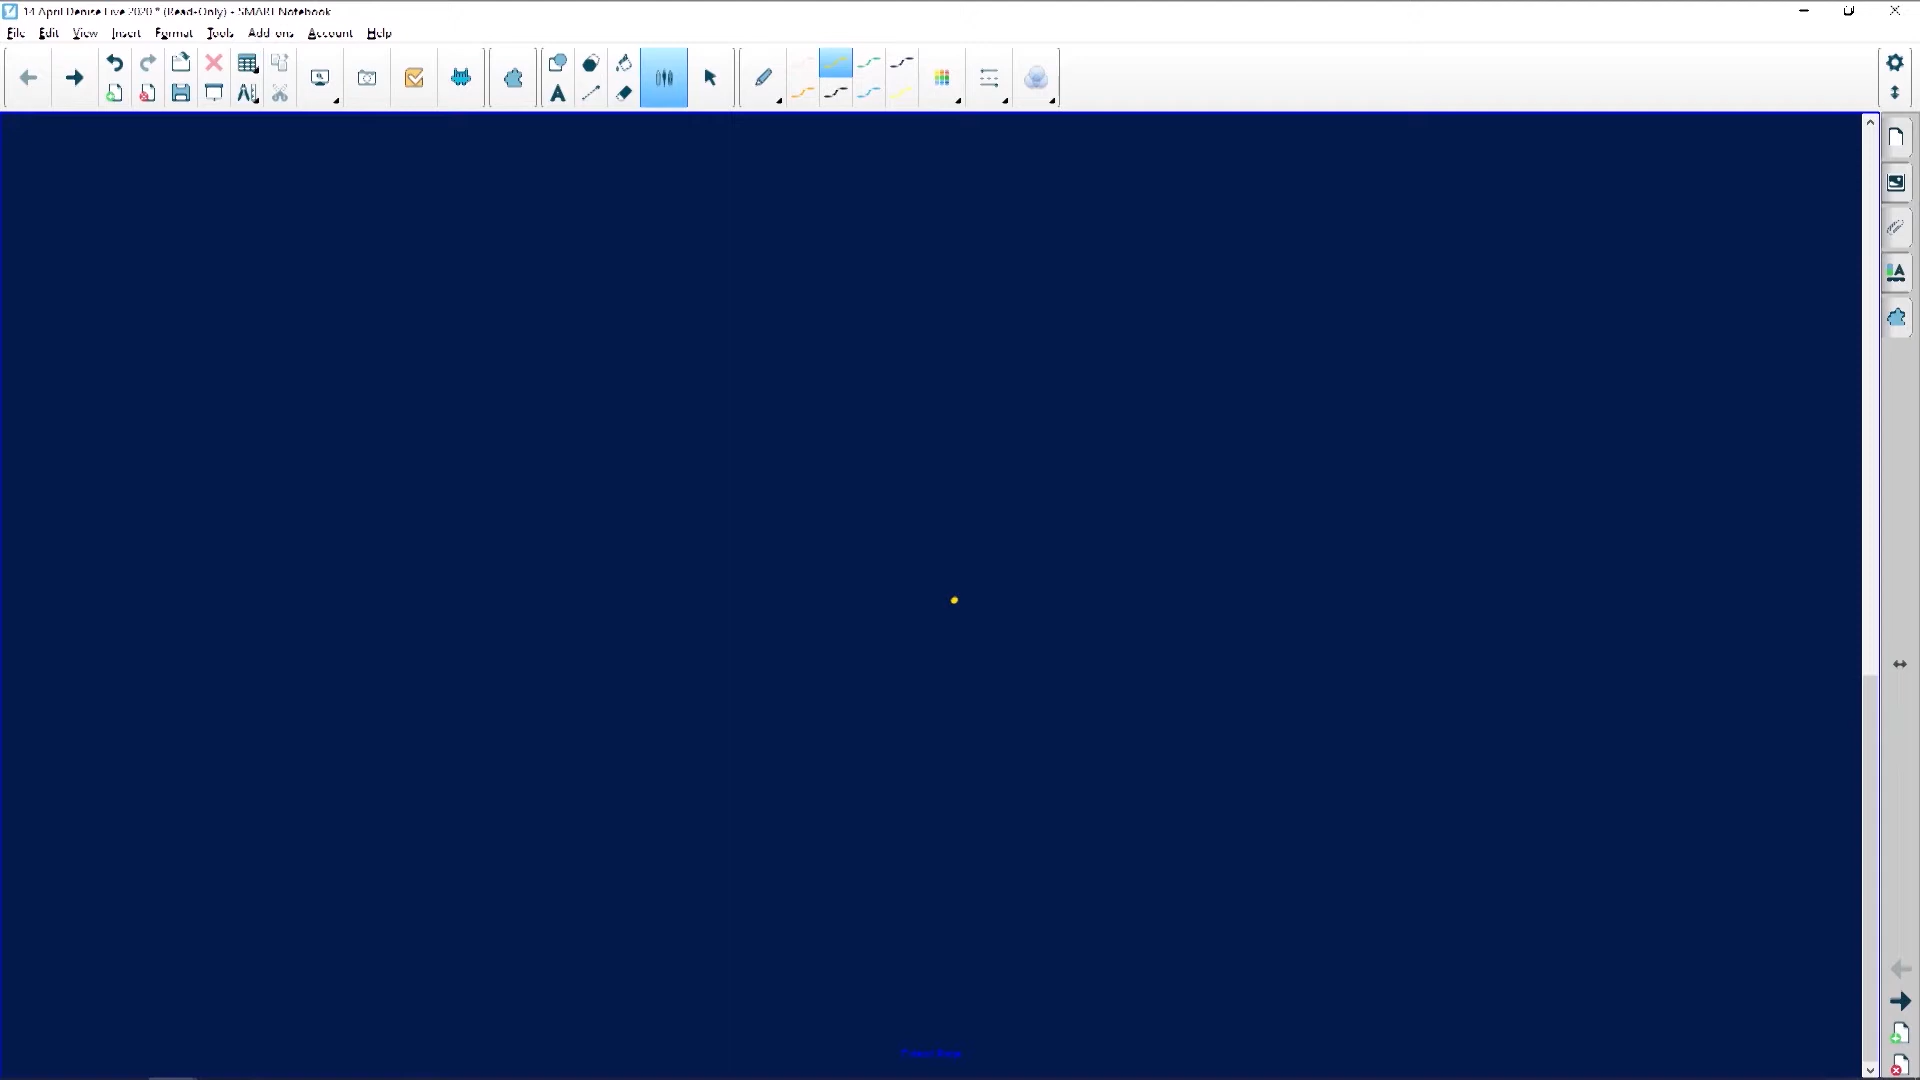 14 April Denise Live 2020 * (Read-Only) - SMART Notebook
File Edit View Insert Format Tools Add-ons Account Help